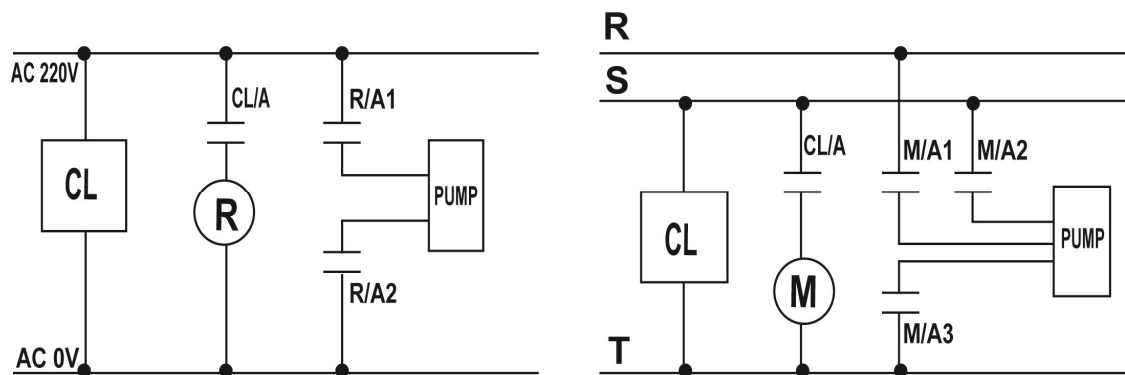 AC 220V
CL/A
R/A1
CL
R
PUMP
R/A2
AC 0V
R
S
CL/A
M/A1
M/A2
CL
M
PUMP
M/A3
T